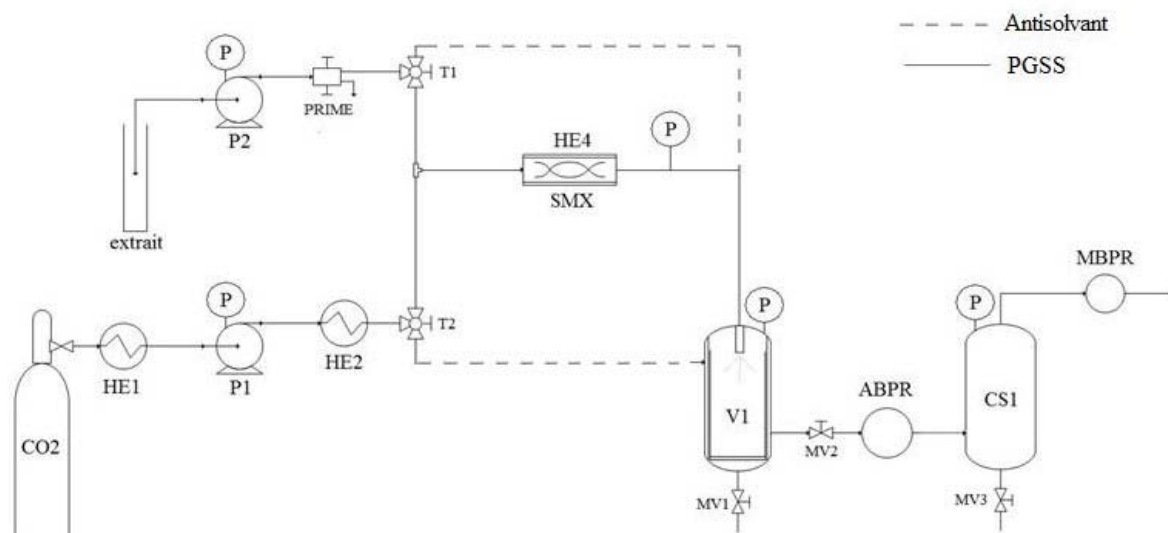 Antisolvant
PGSS
P
T1
PRIME
P2
HE4
P
SMX
extrait
P
T2
HE2
HE1
P1
CO2
P
V1
MV1
MV2
ABPR
P
CS1
MV3
MBPR